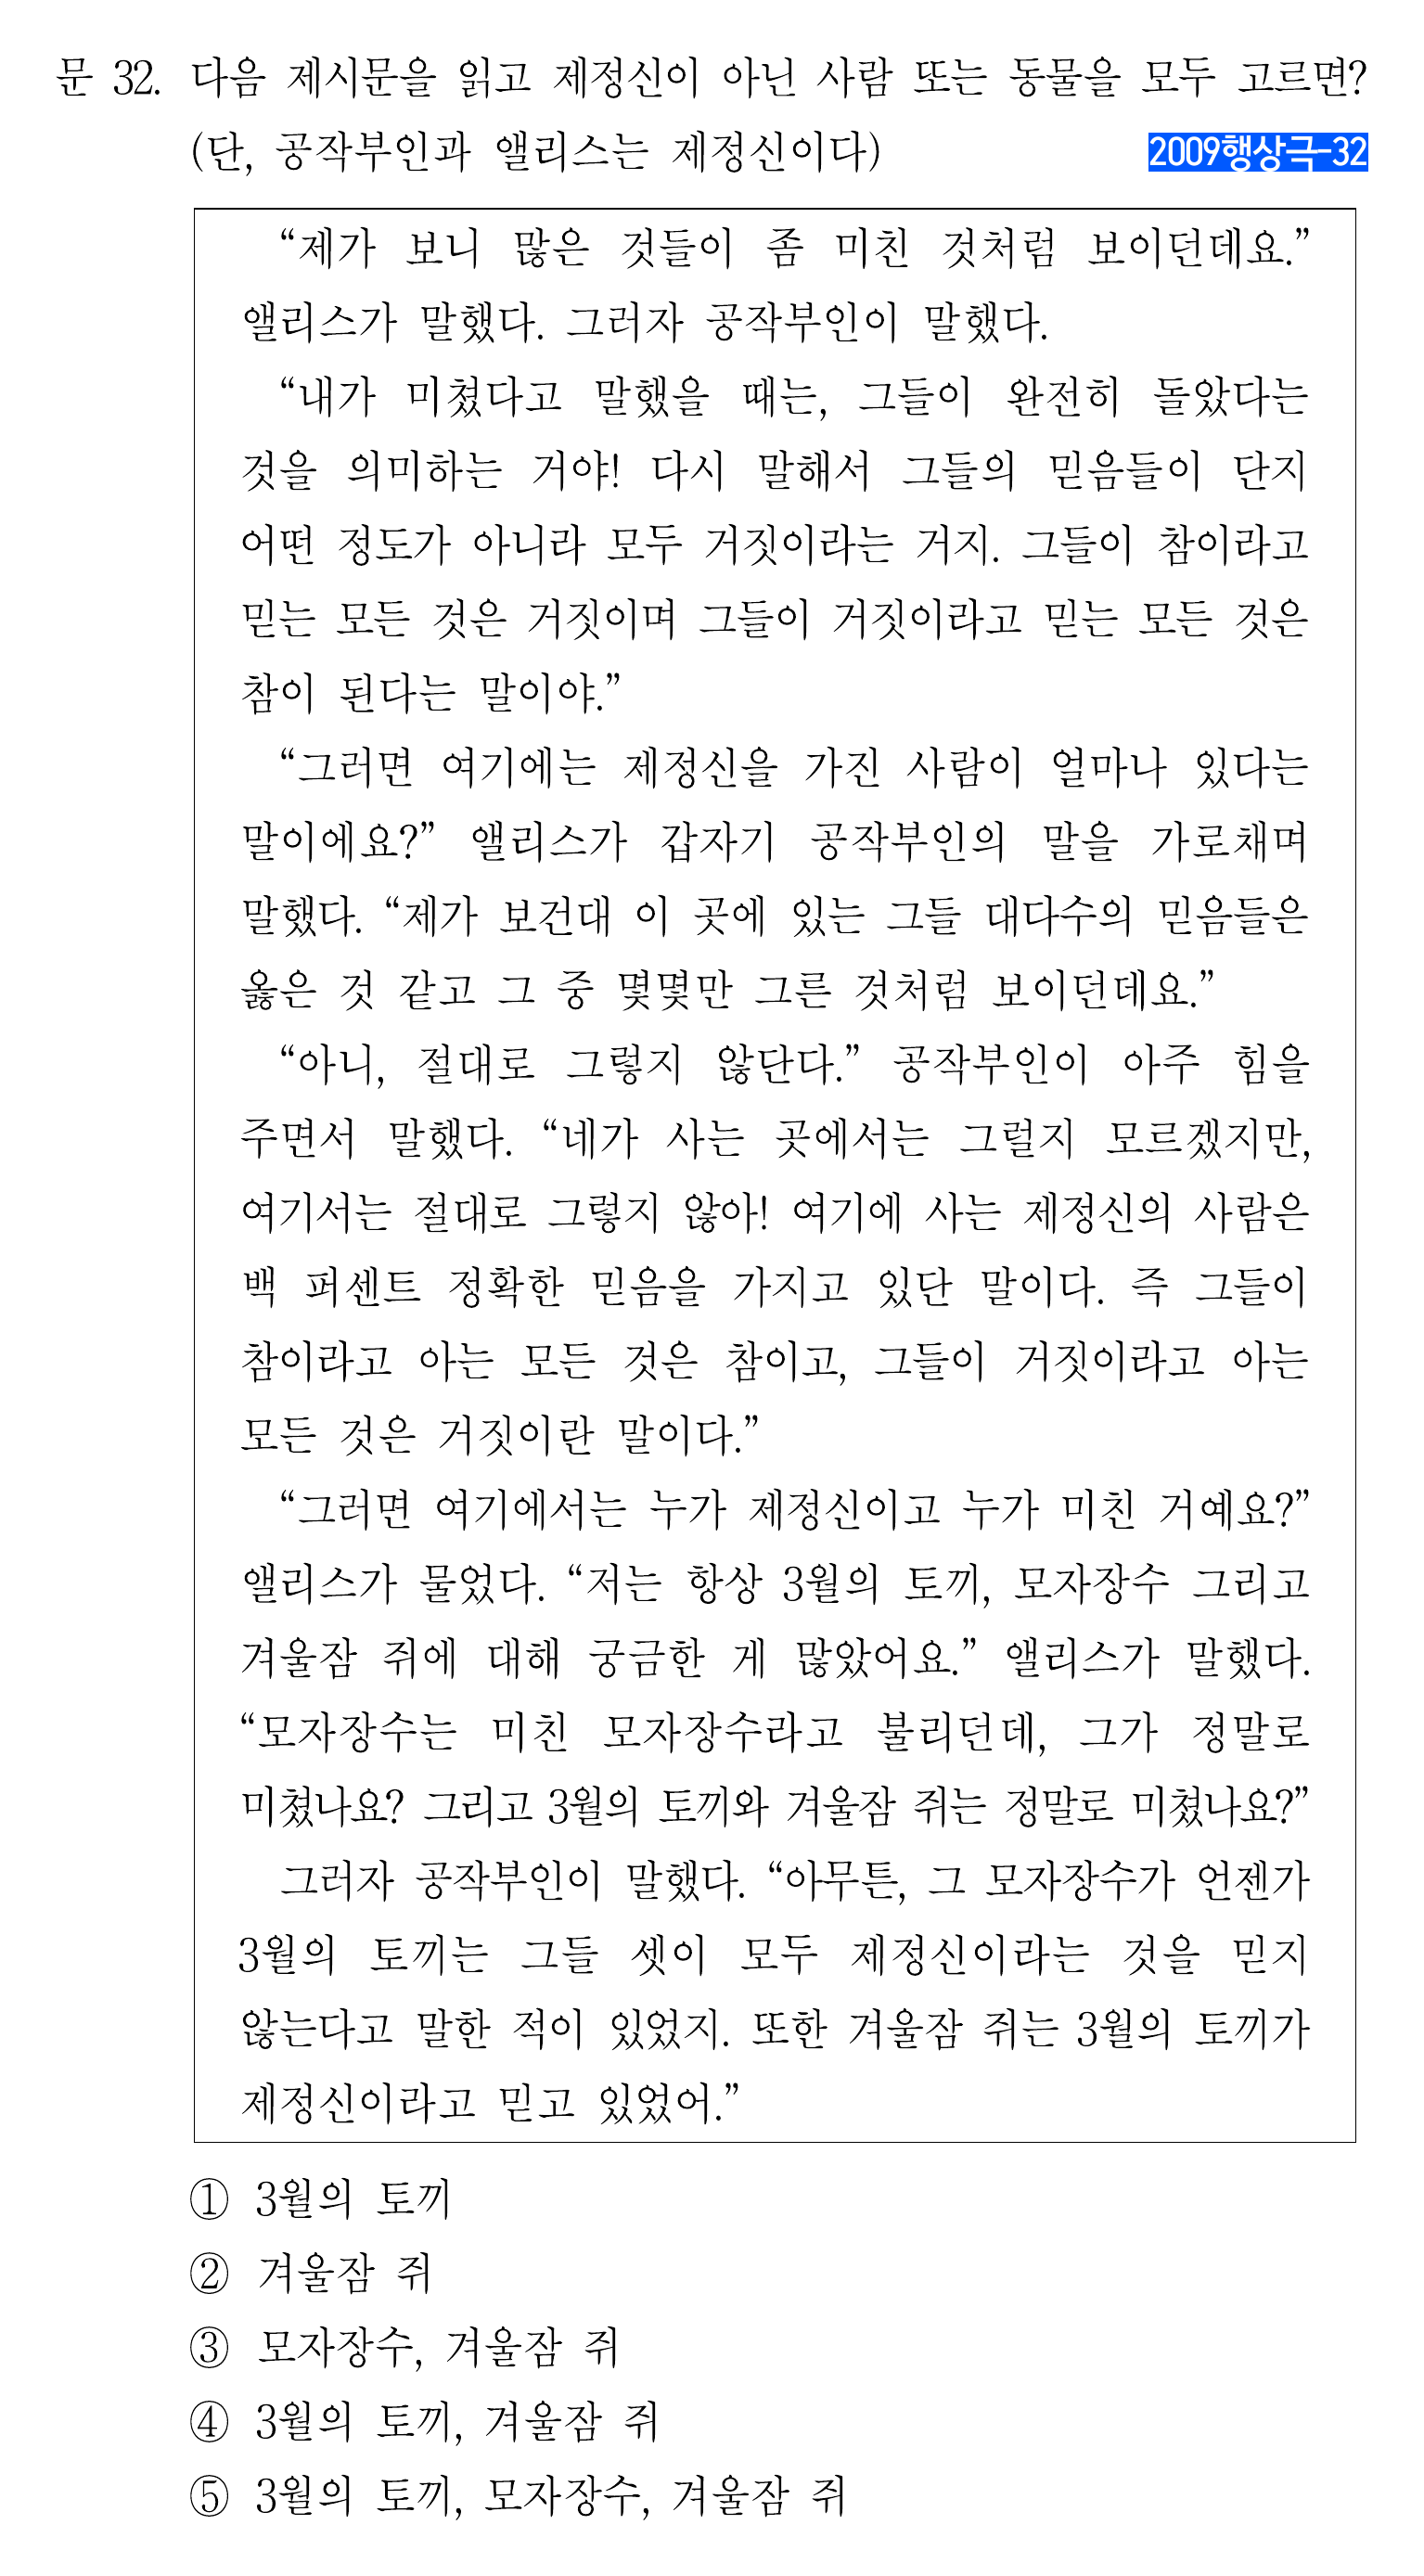 문 32. 다음 제시문을 읽고 제정신이 아닌 사람 또는 동물을 모두 고르면?
(단, 공작부인과 앨리스는 제정신이다) 2009행상극-32
“제가 보니 많은 것들이 좀 미친 것처럼 보이던데요.”
앨리스가 말했다. 그러자 공작부인이 말했다.
“내가 미쳤다고 말했을 때는, 그들이 완전히 돌았다는
것을 의미하는 거야! 다시 말해서 그들의 믿음들이 단지
어떤 정도가 아니라 모두 거짓이라는 거지. 그들이 참이라고
믿는 모든 것은 거짓이며 그들이 거짓이라고 믿는 모든 것은
참이 된다는 말이야.”
“그러면 여기에는 제정신을 가진 사람이 얼마나 있다는
말이에요?” 앨리스가 갑자기 공작부인의 말을 가로채며
말했다. “제가 보건대 이 곳에 있는 그들 대다수의 믿음들은
옳은 것 같고 그 중 몇몇만 그른 것처럼 보이던데요.”
“아니, 절대로 그렇지 않단다.” 공작부인이 아주 힘을
주면서 말했다. “네가 사는 곳에서는 그럴지 모르겠지만,
여기서는 절대로 그렇지 않아! 여기에 사는 제정신의 사람은
백 퍼센트 정확한 믿음을 가지고 있단 말이다. 즉 그들이
참이라고 아는 모든 것은 참이고, 그들이 거짓이라고 아는
모든 것은 거짓이란 말이다.”
“그러면 여기에서는 누가 제정신이고 누가 미친 거예요?”
앨리스가 물었다. “저는 항상 3월의 토끼, 모자장수 그리고
겨울잠 쥐에 대해 궁금한 게 많았어요.” 앨리스가 말했다.
“모자장수는 미친 모자장수라고 불리던데, 그가 정말로
미쳤나요? 그리고 3월의 토끼와 겨울잠 쥐는 정말로 미쳤나요?”
그러자 공작부인이 말했다. “아무튼, 그 모자장수가 언젠가
3월의 토끼는 그들 셋이 모두 제정신이라는 것을 믿지
않는다고 말한 적이 있었지. 또한 겨울잠 쥐는 3월의 토끼가
제정신이라고 믿고 있었어.”
① 3월의 토끼
② 겨울잠 쥐
③ 모자장수, 겨울잠 쥐
④ 3월의 토끼, 겨울잠 쥐
⑤ 3월의 토끼, 모자장수, 겨울잠 쥐